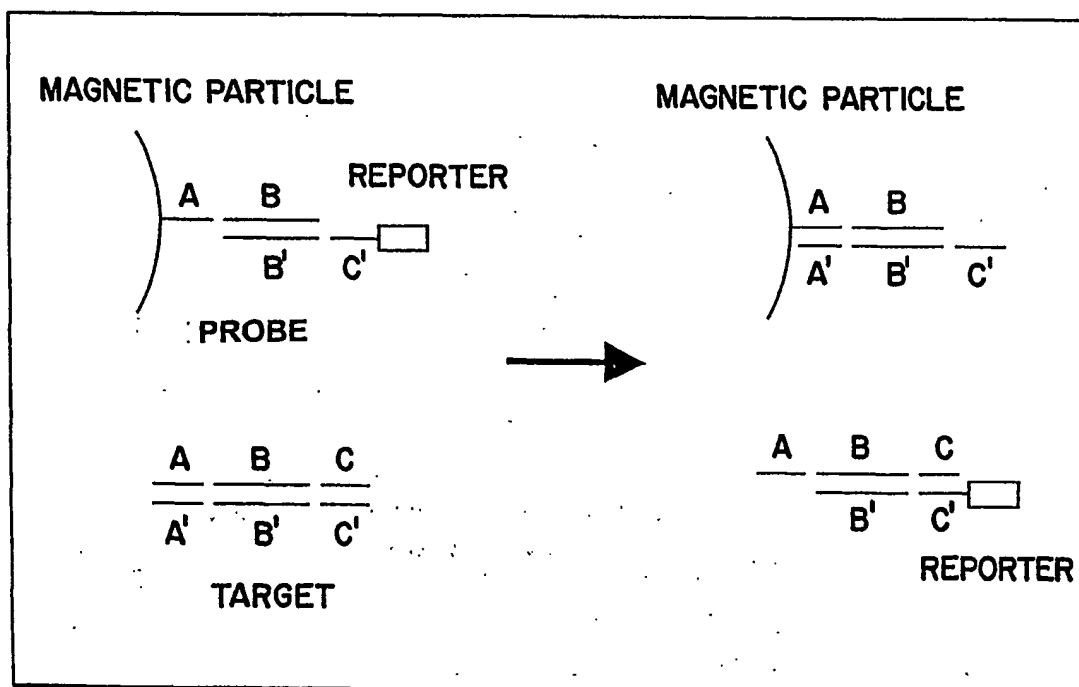 MAGNETIC PARTICLE
A B REPORTER
B' C'
PROBE
A B C
A' B' C'
TARGET
MAGNETIC PARTICLE
A B
A' B' C'
A B C
B' C'
REPORTER